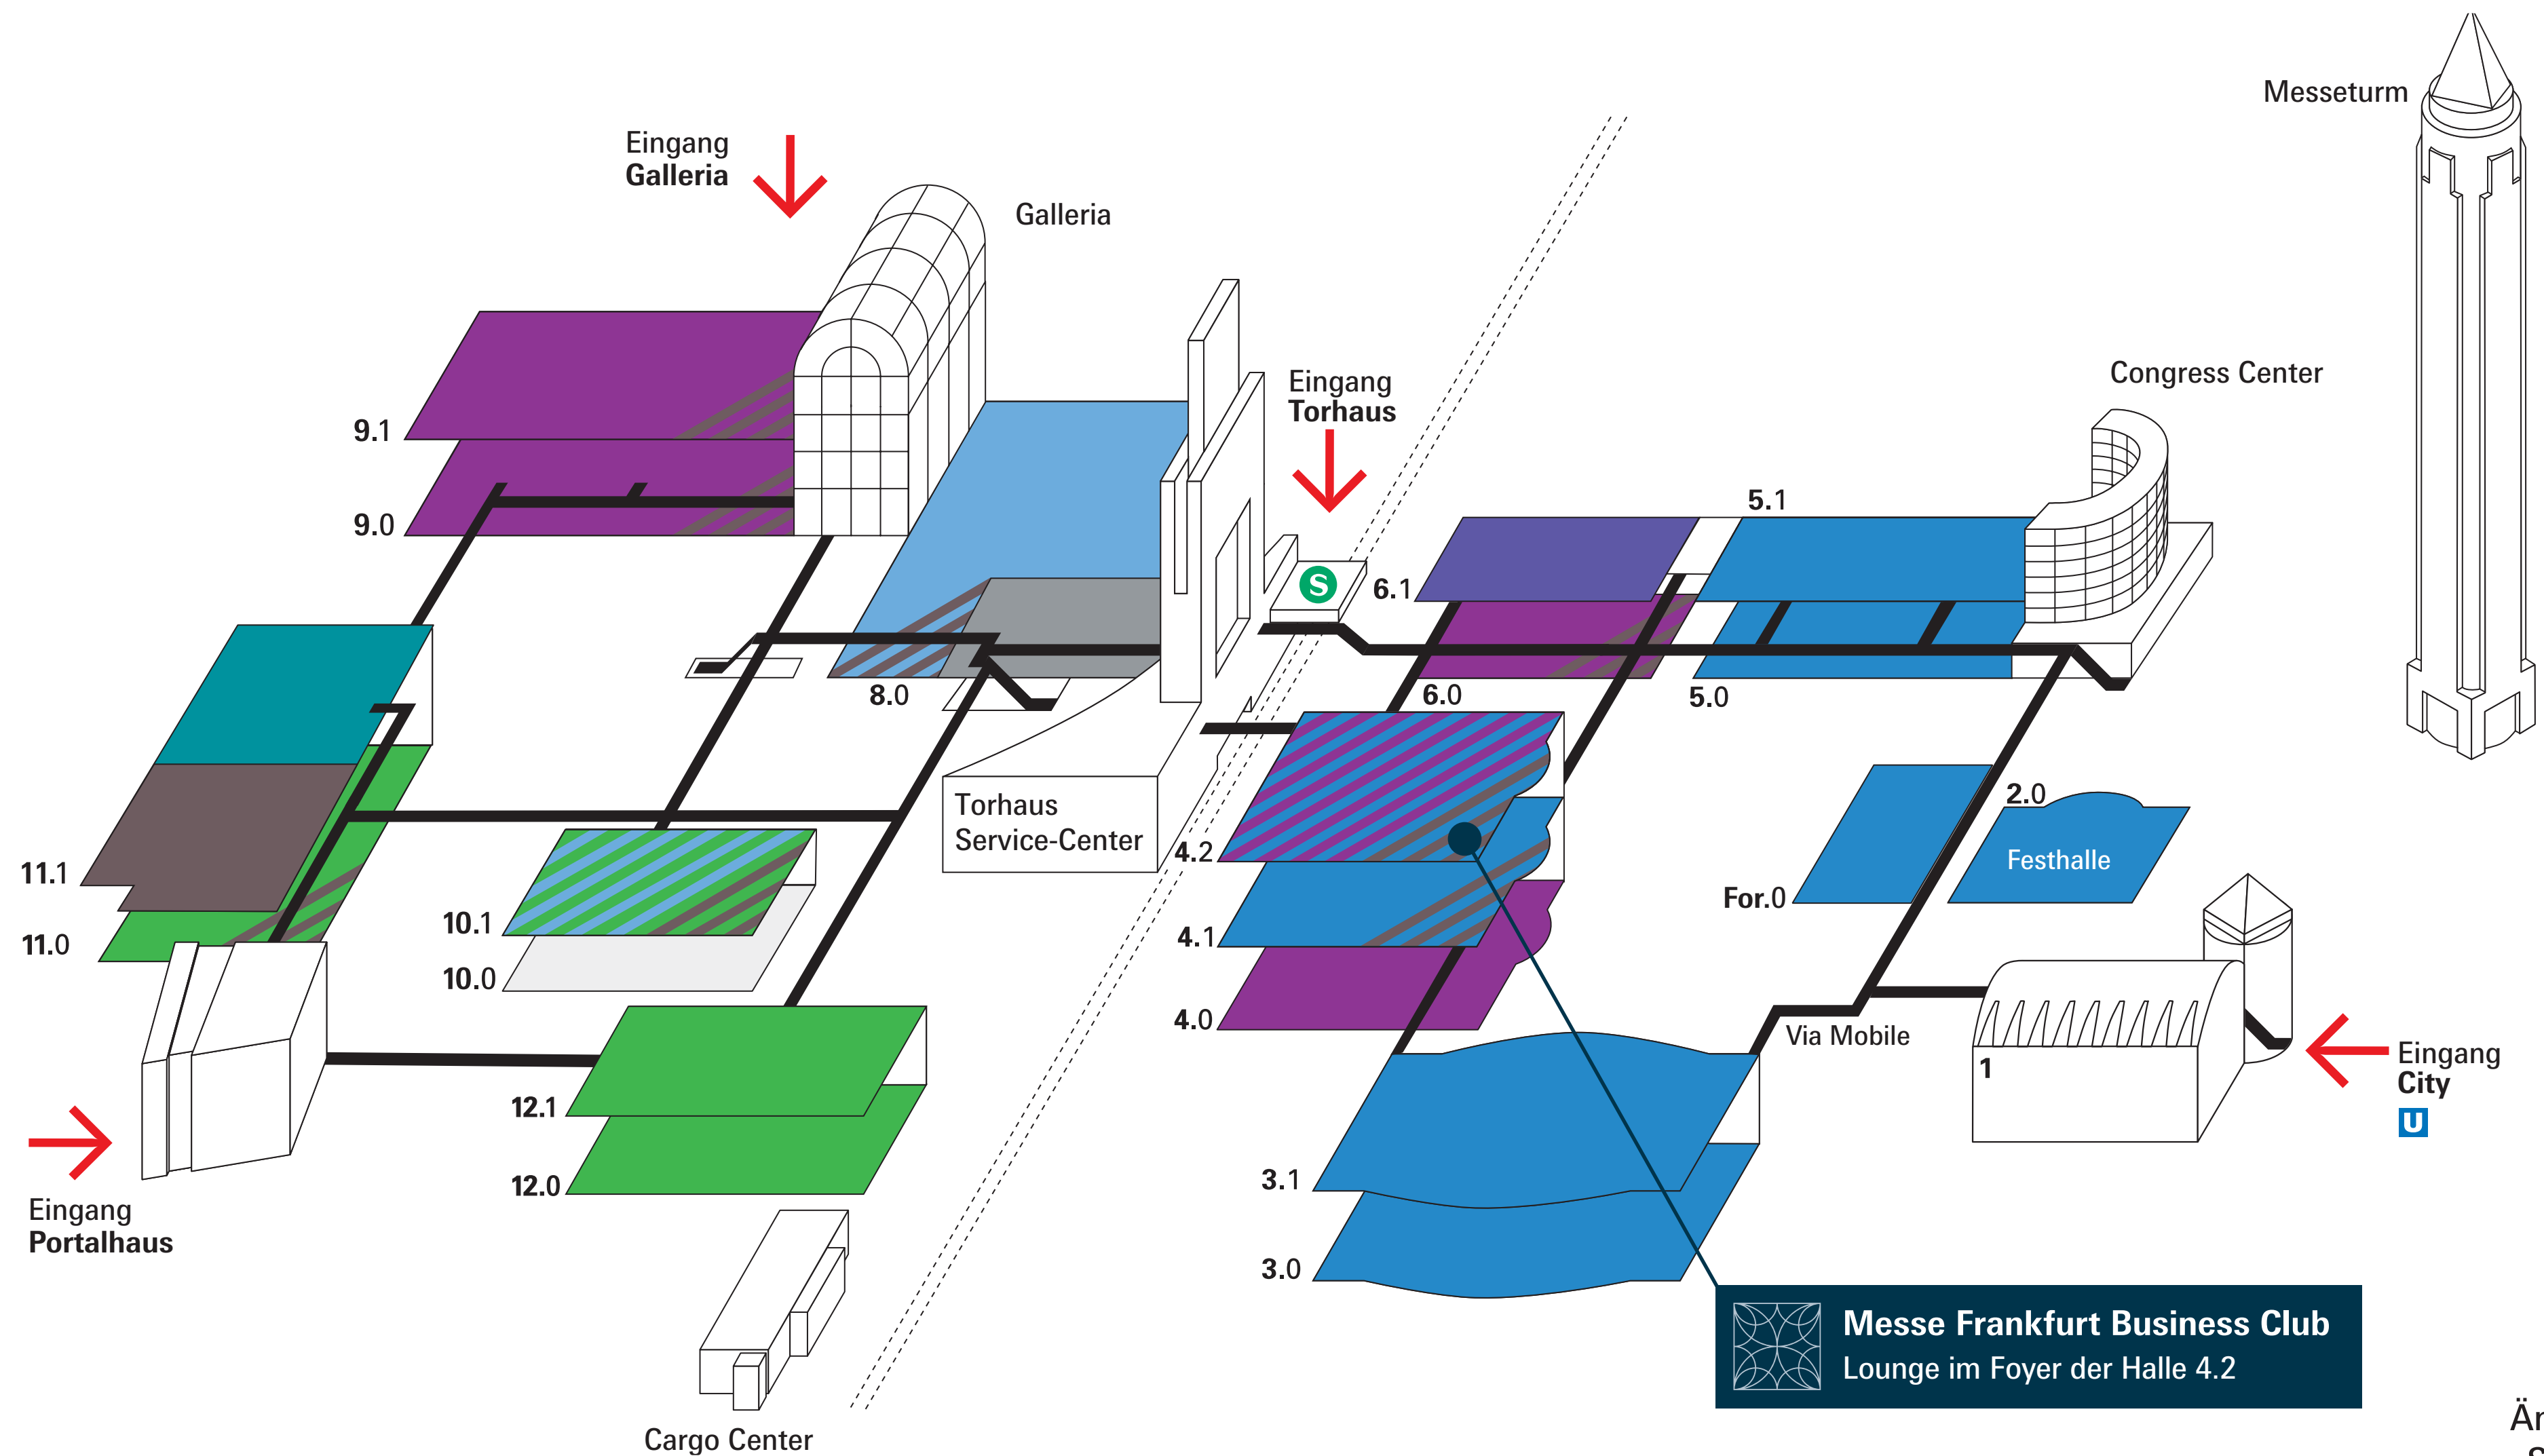 Messeturm
Eingang
Galleria
Galleria
Eingang
Torhaus
Congress Center
9.1
9.0
5.1
S
6.1
8.0
6.0
5.0
2.0
Torhaus
Service-Center
Festhalle
4.2
11.1
For.0
10.1
4.1
11.0
10.0
4.0
Via Mobile
Eingang
City
U
1
12.1
12.0
3.1
Eingang
Portalhaus
3.0
Messe Frankfurt Business Club
Lounge im Foyer der Halle 4.2
Cargo Center